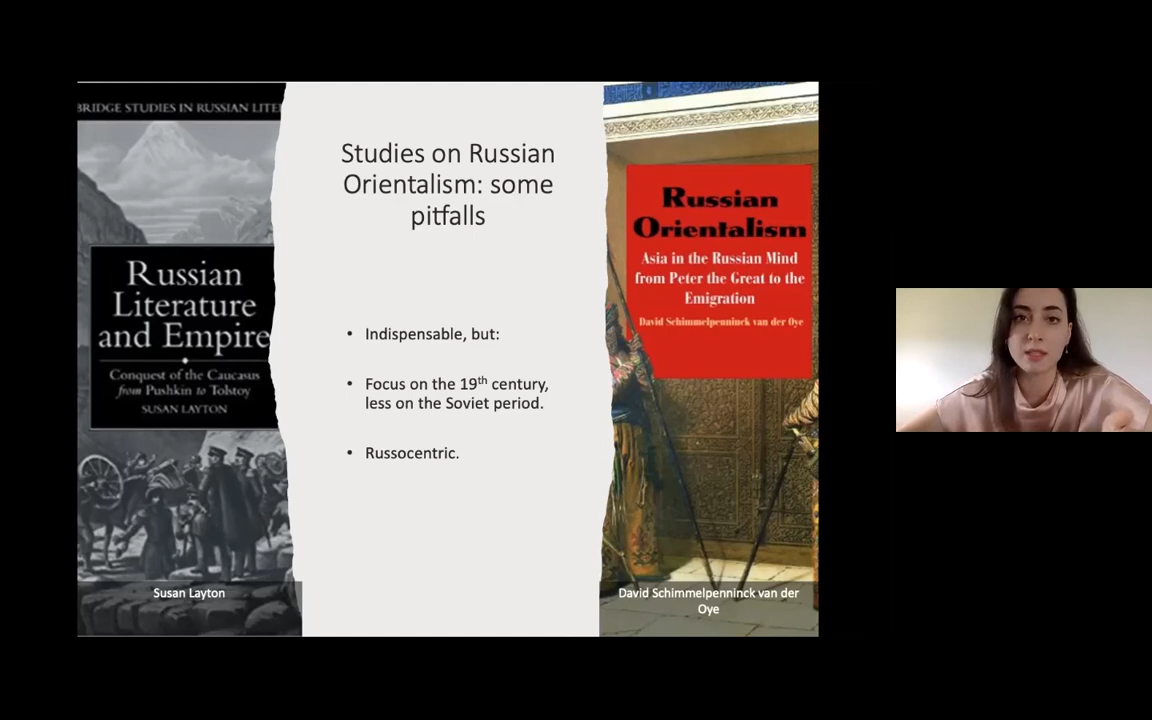 BRIDGE STUDIES IN RUSSIAN LITE
Russian
Literature
and Empire
Conquest of the Caucasus
from Pushkin to Tolstoy
SUSAN LAYTON
Susan Layton
Studies on Russian
Orientalism: some
pitfalls
• Indispensable, but:
• Focus on the 19th century,
less on the Soviet period.
• Russocentric.
Russian
Orientalism
Asia in the Russian Mind
from Peter the Great to the
Emigration
David Schimmelpenninck van der Oye
David Schimmelpenninck van der
Oye